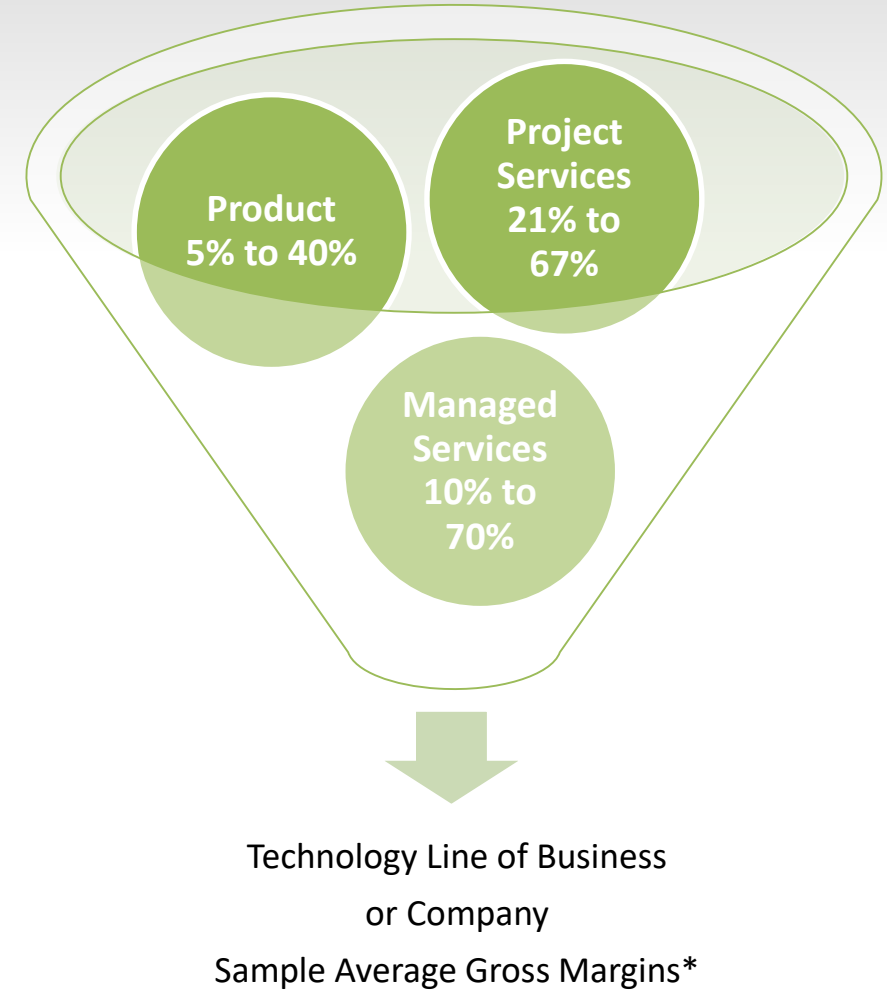 Product
5% to 40%
Project
Services
21% to
67%
Managed
Services
10% to
70%
Technology Line of Business
or Company
Sample Average Gross Margins*